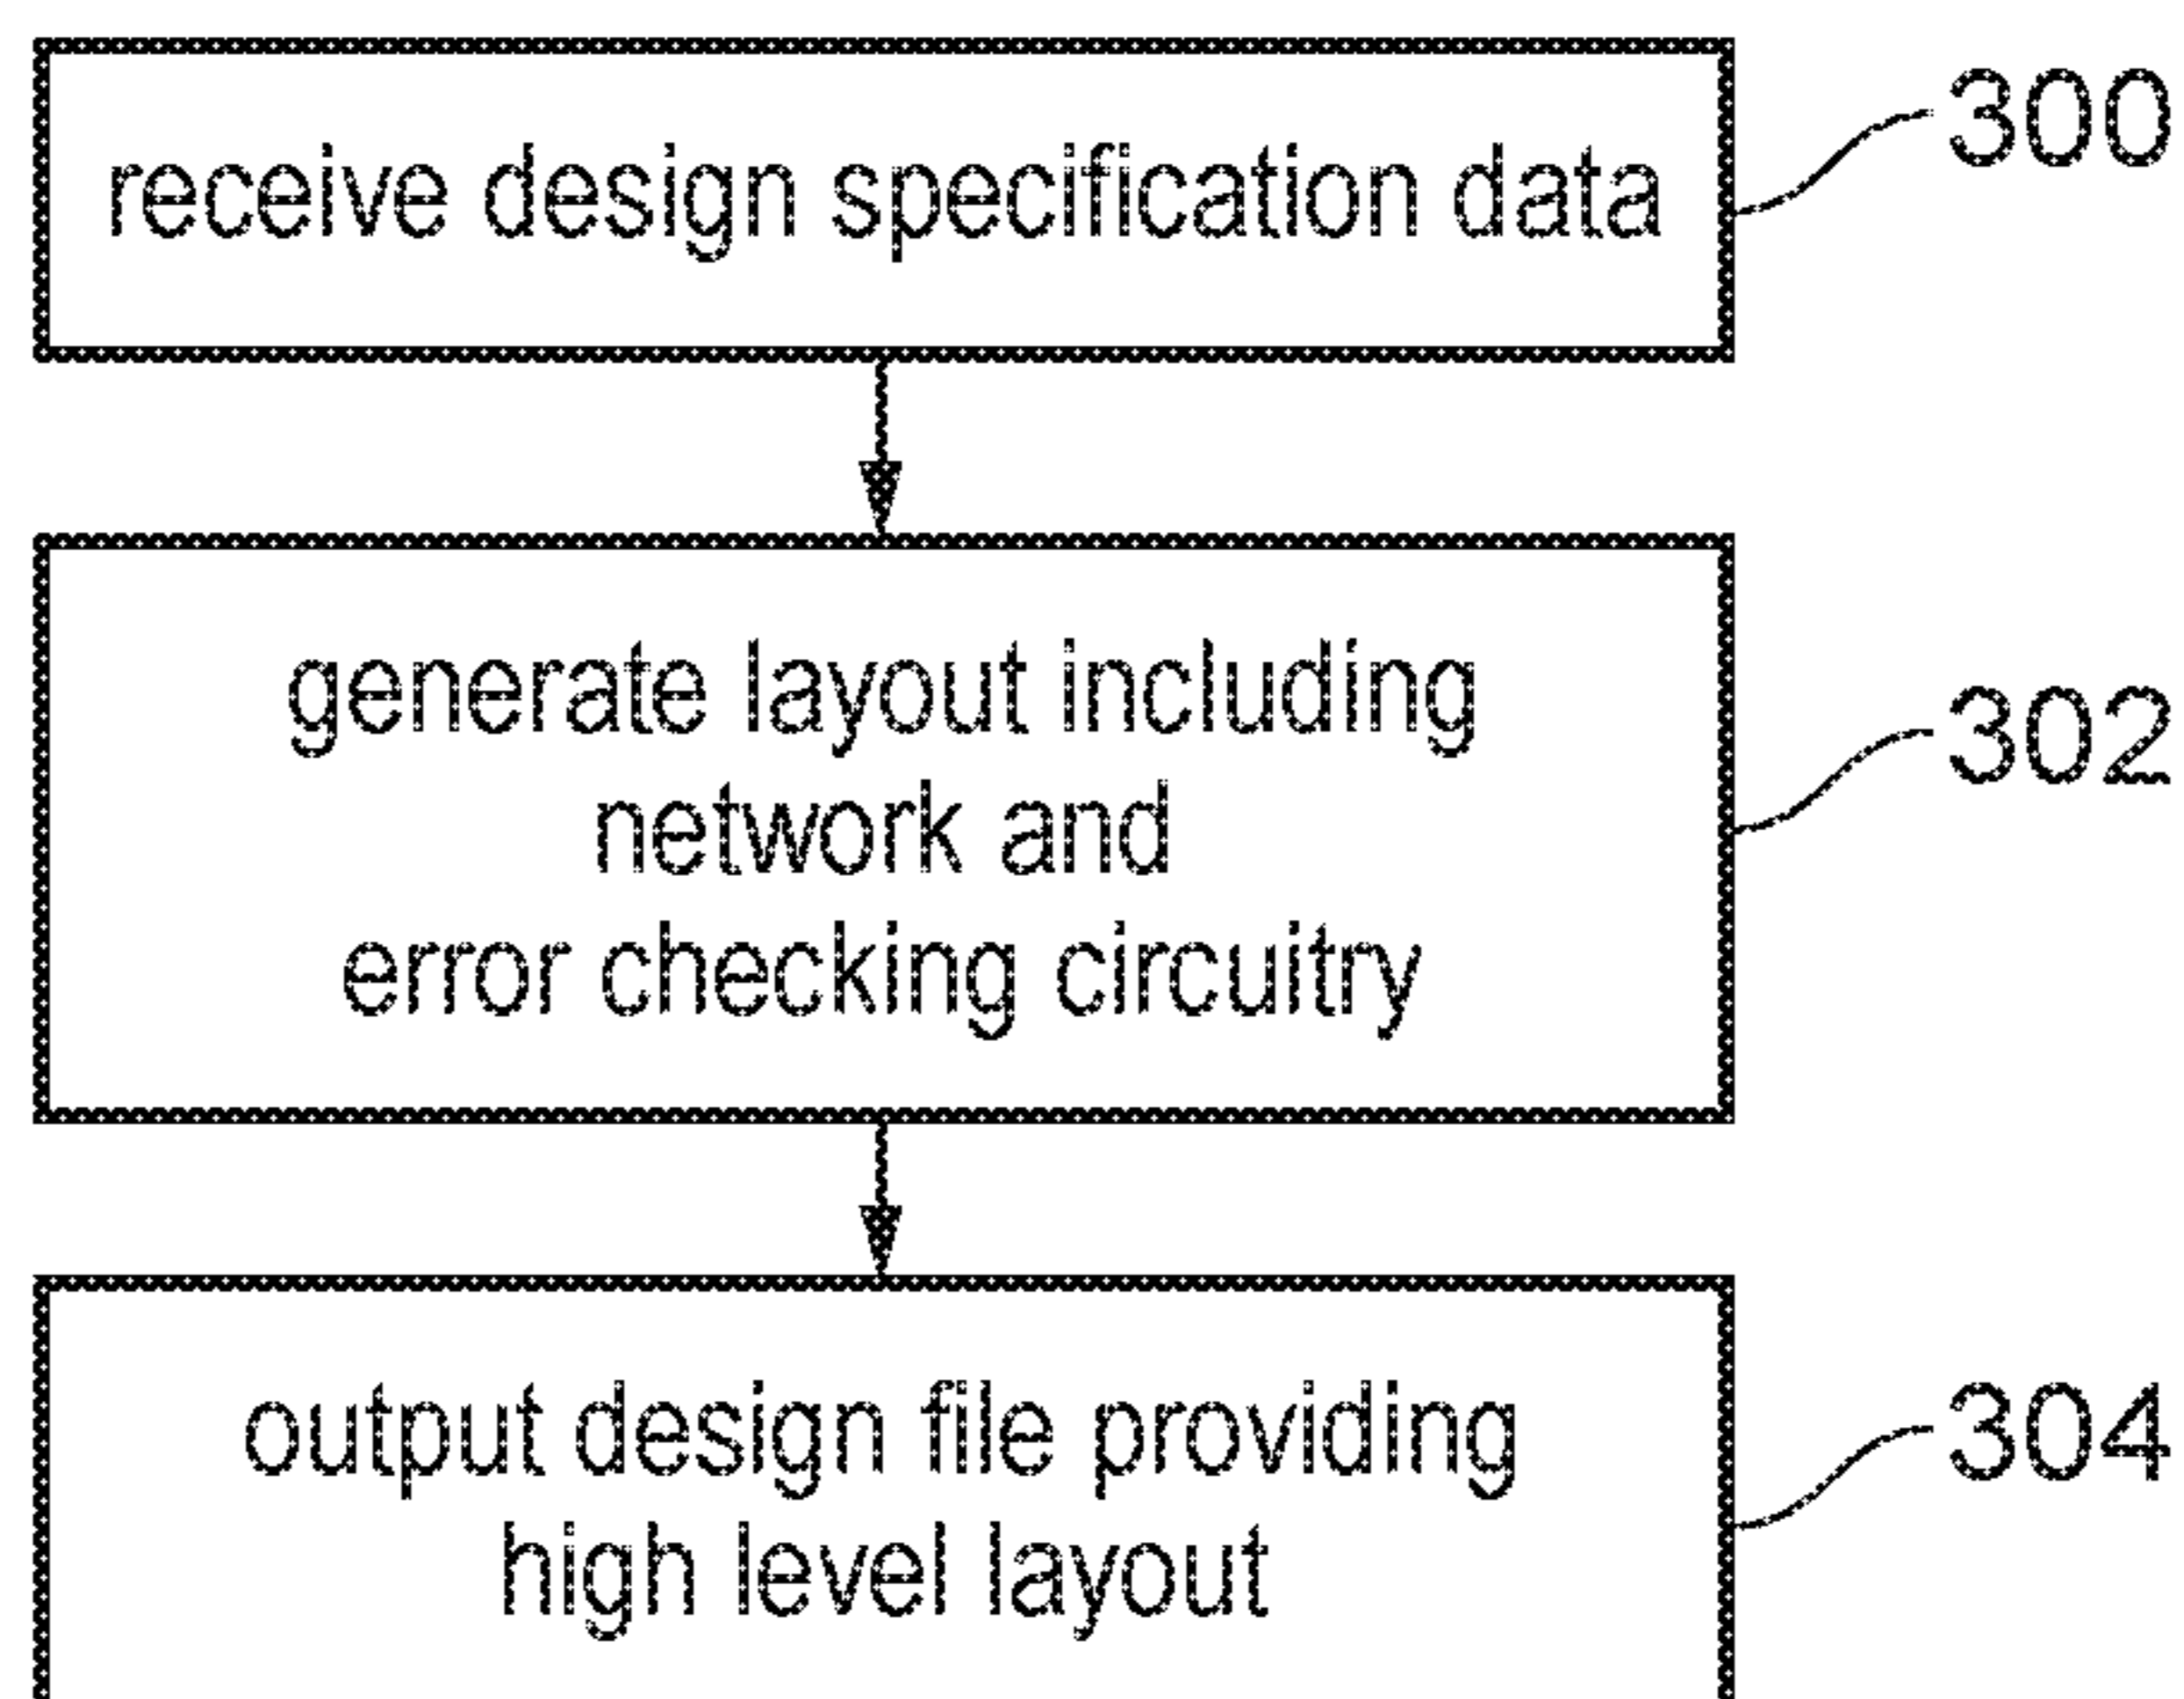 receive design specification data
300
generate layout including
network and
error checking circuitry
302
output design file providing
high level layout
304